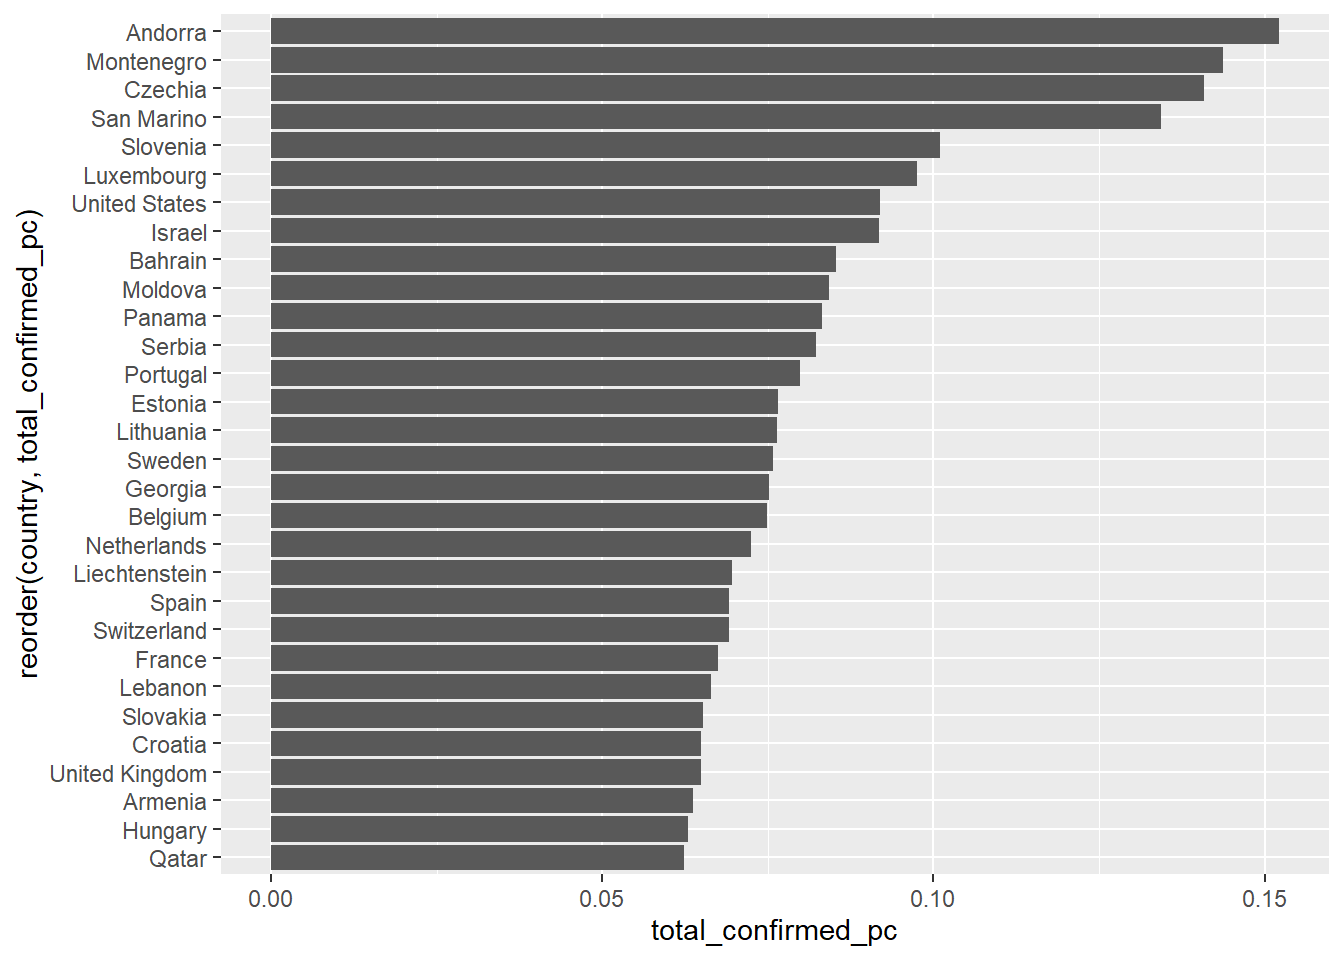 reorder(country, total_confirmed_pc)
Andorra
Montenegro
Czechia
San Marino
Slovenia
Luxembourg
United States
Israel
Bahrain
Moldova
Panama
Serbia
Portugal
Estonia
Lithuania
Sweden
Georgia
Belgium
Netherlands
Liechtenstein
Spain
Switzerland
France
Lebanon
Slovakia
Croatia
United Kingdom
Armenia
Hungary
Qatar
0.00 0.05 0.10 0.15
total_confirmed_pc